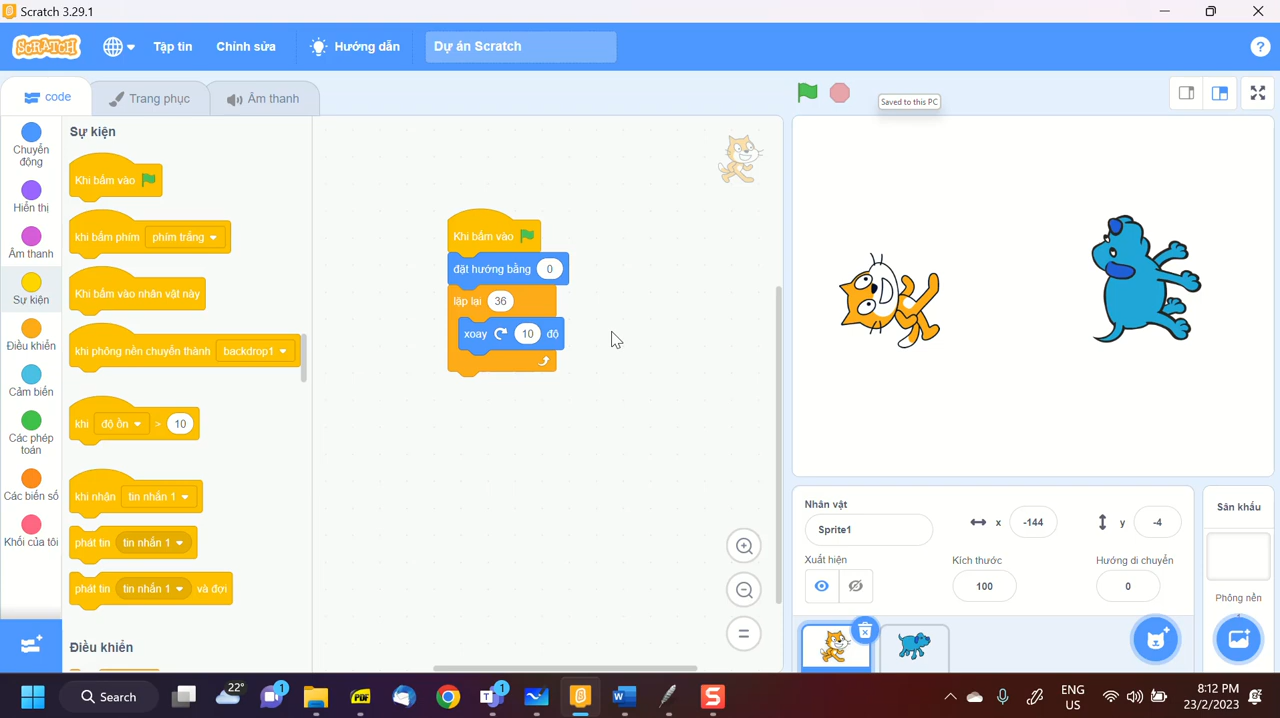 Scratch 3.29.1
SCRATCH
Tập tin
Chỉnh sửa
Hướng dẫn
Dự án Scratch
?
code
Trang phục
Âm thanh
Saved to this PC
Chuyển động
Hiển thị
Âm thanh
Sự kiện
Điều khiển
Cảm biến
Các phép toán
Các biến số
Khối của tôi
Sự kiện
Khi bấm vào
khi bấm phím phím trắng
Khi bấm vào nhân vật này
khi phông nền chuyển thành backdrop1
khi độ ồn > 10
khi nhận tin nhắn 1
phát tin tin nhắn 1
phát tin tin nhắn 1 và đợi
Điều khiển
Khi bấm vào
đặt hướng bằng 0
lặp lại 36
xoay 10 độ
Nhân vật
Sprite1
x -144
y -4
Xuất hiện
Kích thước
100
Hướng di chuyển
0
Sân khấu
Phông nền
Search
22°
1
PDF
1
ENG
US
8:12 PM
23/2/2023